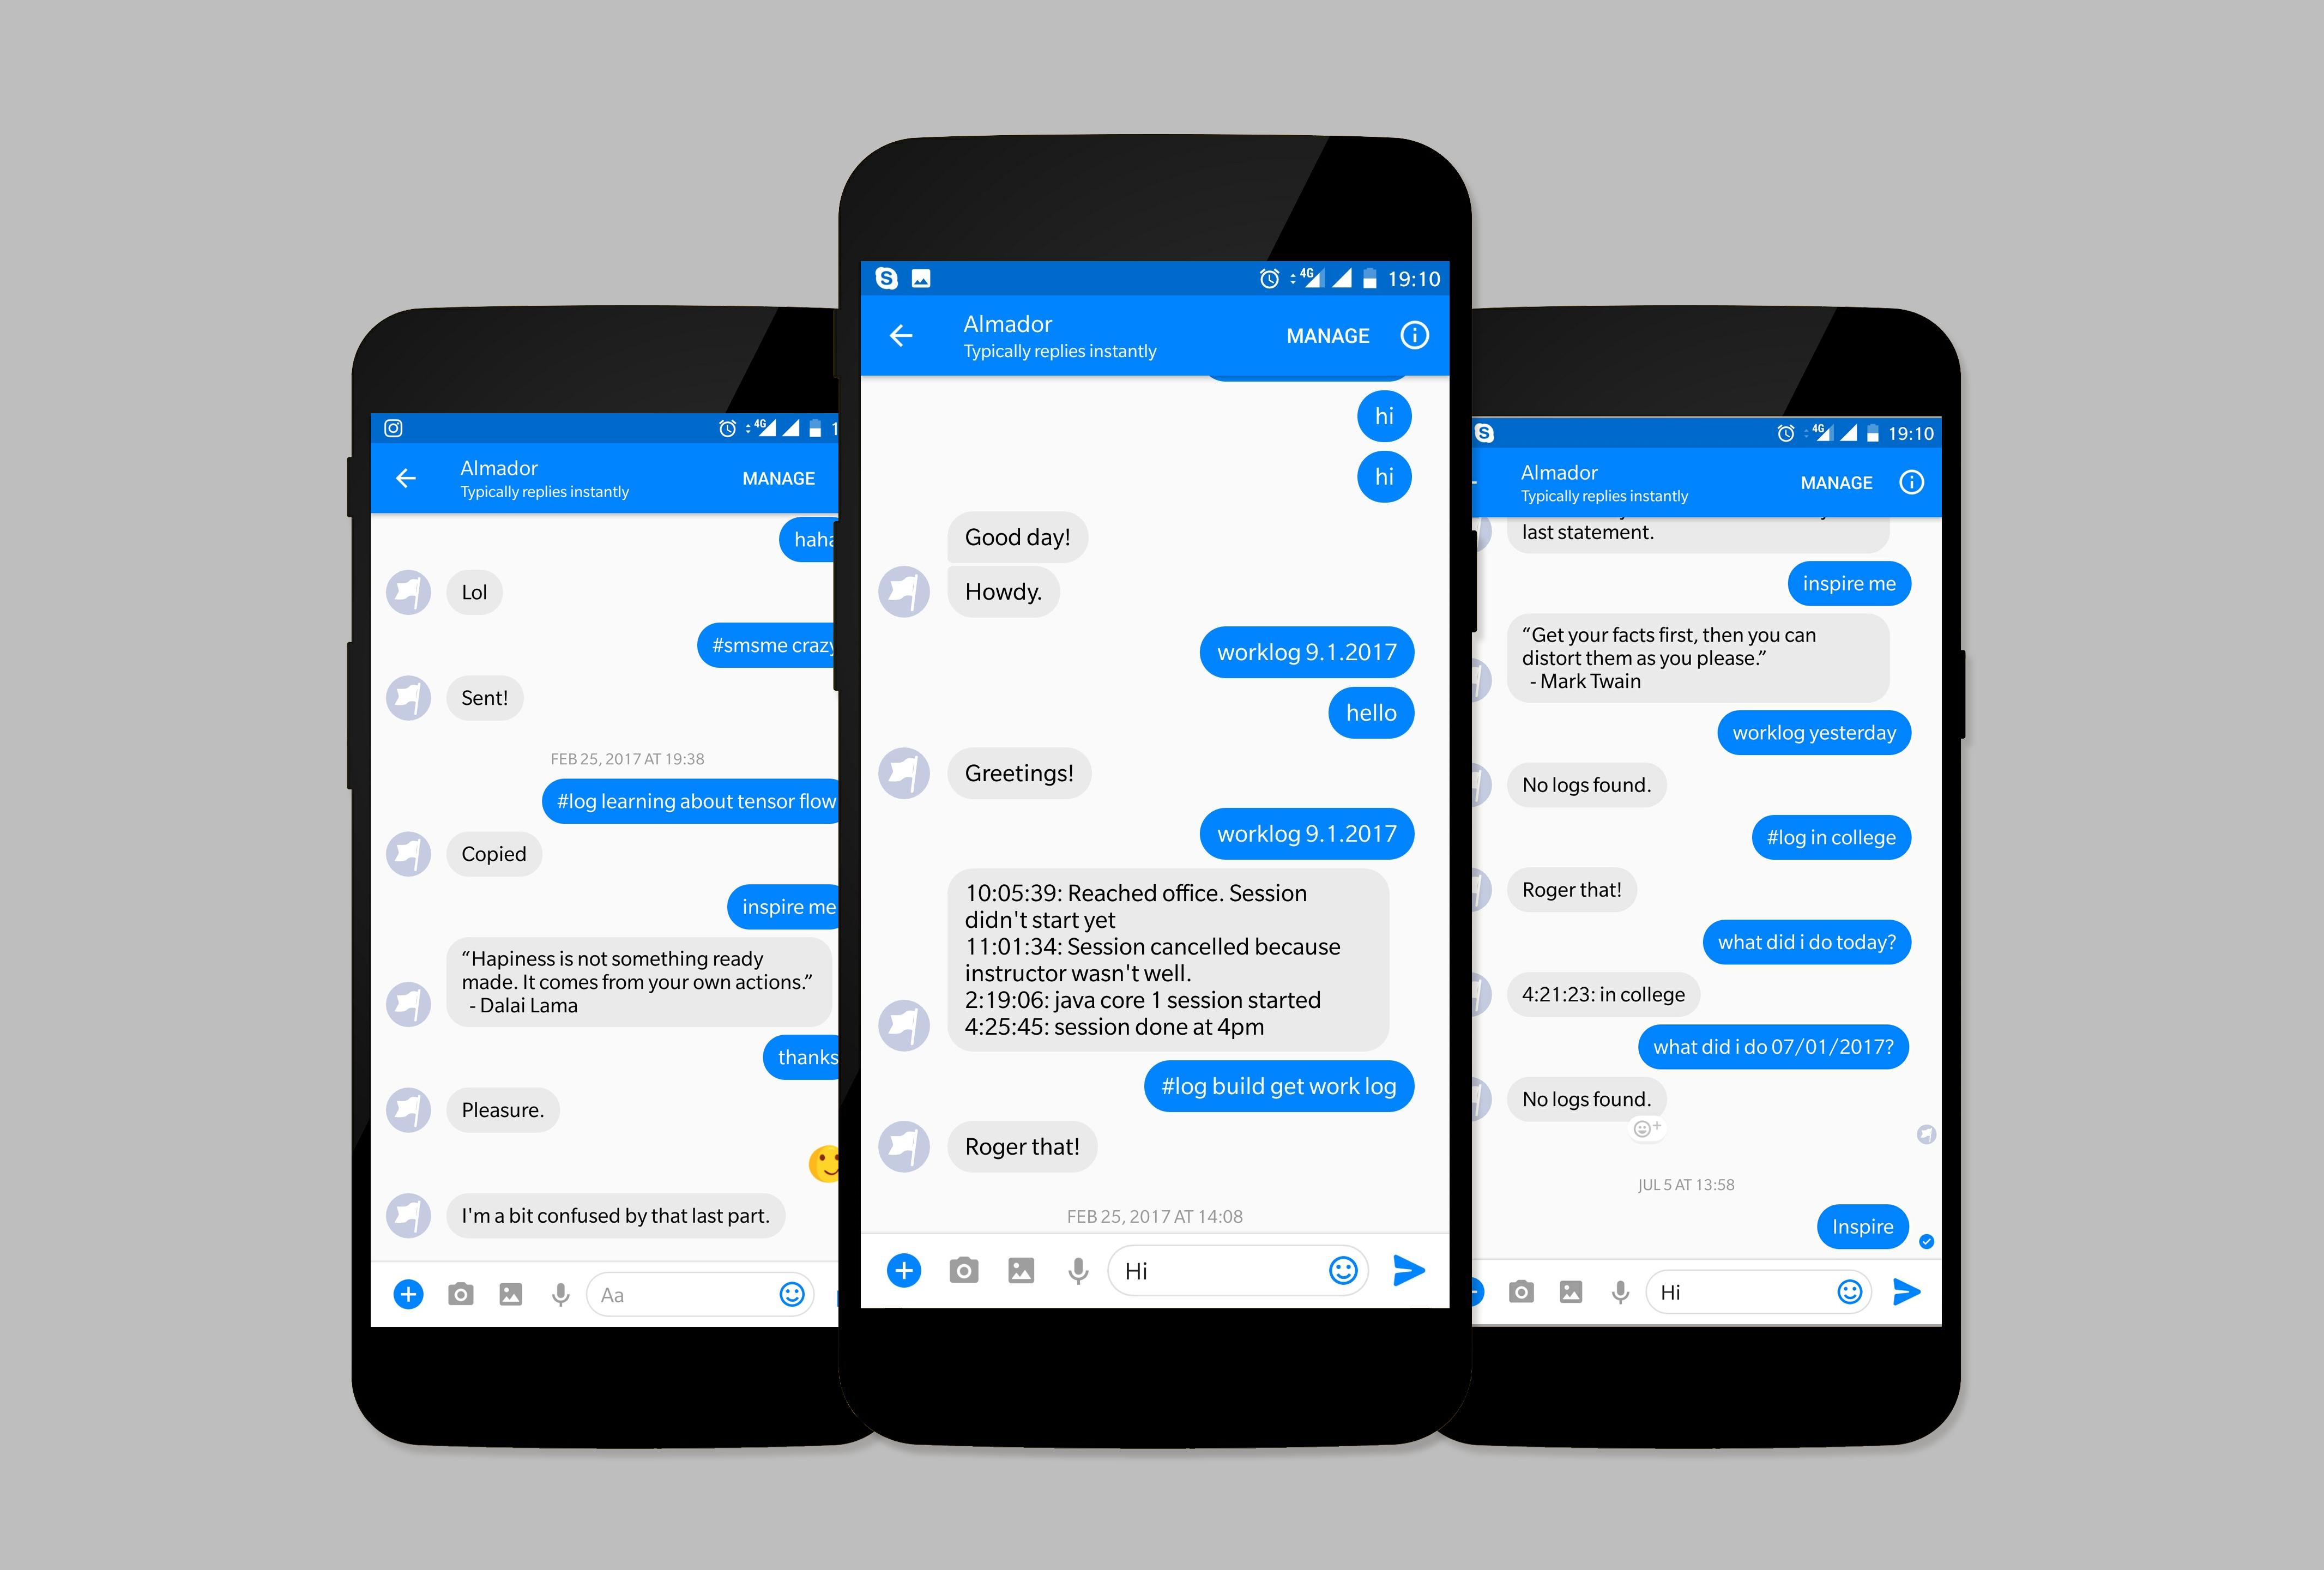 Almador
MANAGE
Typically replies instantly
haha
Lol
#smsme crazy
Sent!
FEB 25, 2017 AT 19:38
#log learning about tensor flow
Copied
inspire me
“Hapiness is not something ready
made. It comes from your own actions.”
- Dalai Lama
thanks
Pleasure.
I'm a bit confused by that last part.
Aa
4G
19:10
Almador
MANAGE
Typically replies instantly
hi
hi
Good day!
Howdy.
worklog 9.1.2017
hello
Greetings!
worklog 9.1.2017
10:05:39: Reached office. Session
didn't start yet
11:01:34: Session cancelled because
instructor wasn't well.
2:19:06: java core 1 session started
4:25:45: session done at 4pm
#log build get work log
Roger that!
FEB 25, 2017 AT 14:08
Hi
4G
19:10
Almador
MANAGE
Typically replies instantly
last statement.
inspire me
“Get your facts first, then you can
distort them as you please.”
- Mark Twain
worklog yesterday
No logs found.
#log in college
Roger that!
what did i do today?
4:21:23: in college
what did i do 07/01/2017?
No logs found.
JUL 5 AT 13:58
Inspire
Hi